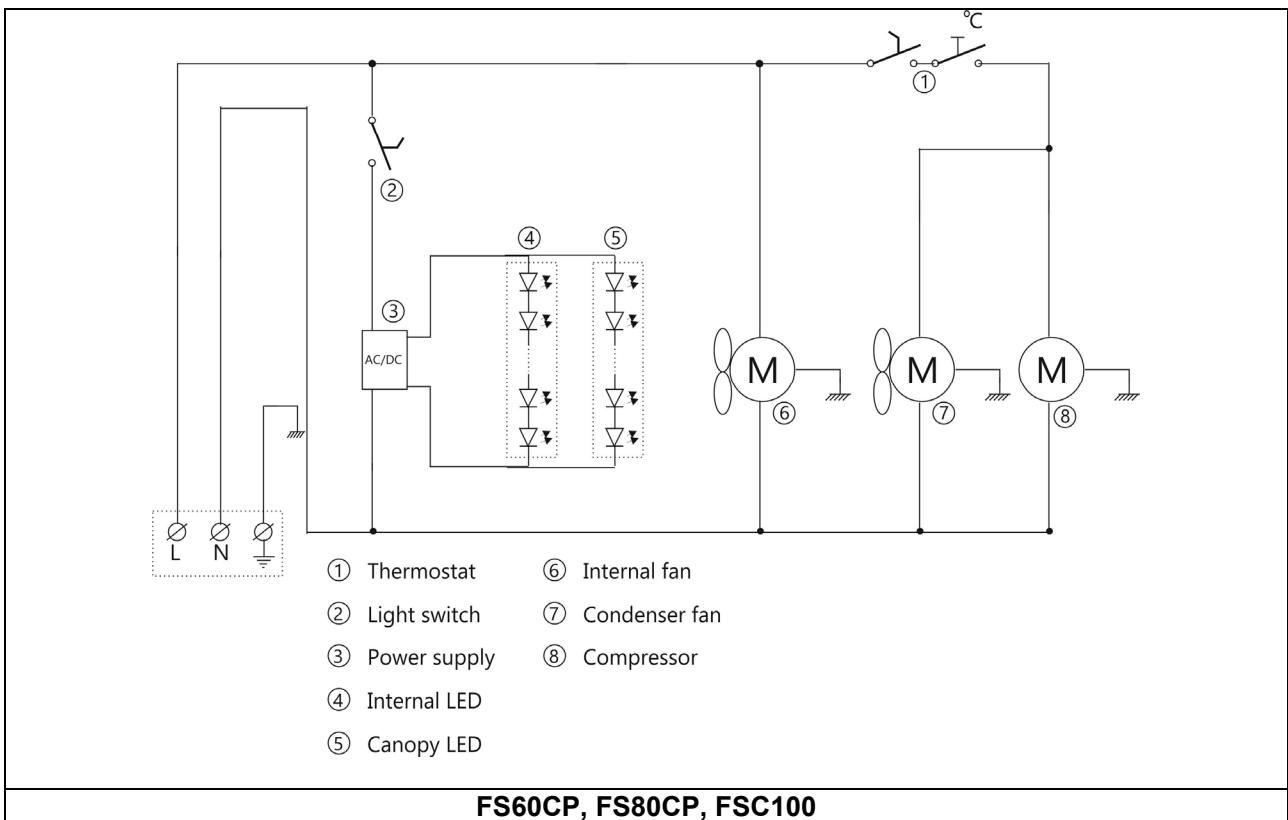 °C
①
②
④ ⑤
③
AC/DC
M M M
⑥ ⑦ ⑧
L N
① Thermostat ⑥ Internal fan
② Light switch ⑦ Condenser fan
③ Power supply ⑧ Compressor
④ Internal LED
⑤ Canopy LED
FS60CP, FS80CP, FSC100